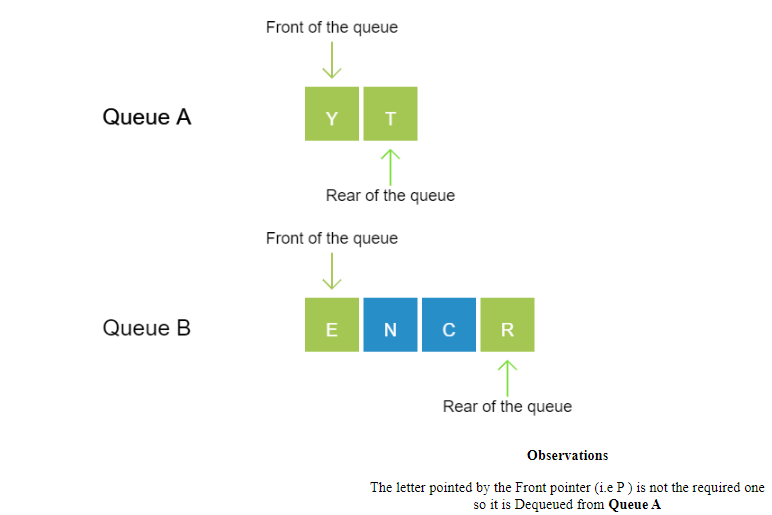 Front of the queue
Queue A
Y T
Rear of the queue
Front of the queue
Queue B
E N C R
Rear of the queue
Observations
The letter pointed by the Front pointer (i.e P ) is not the required one
so it is Dequeued from Queue A